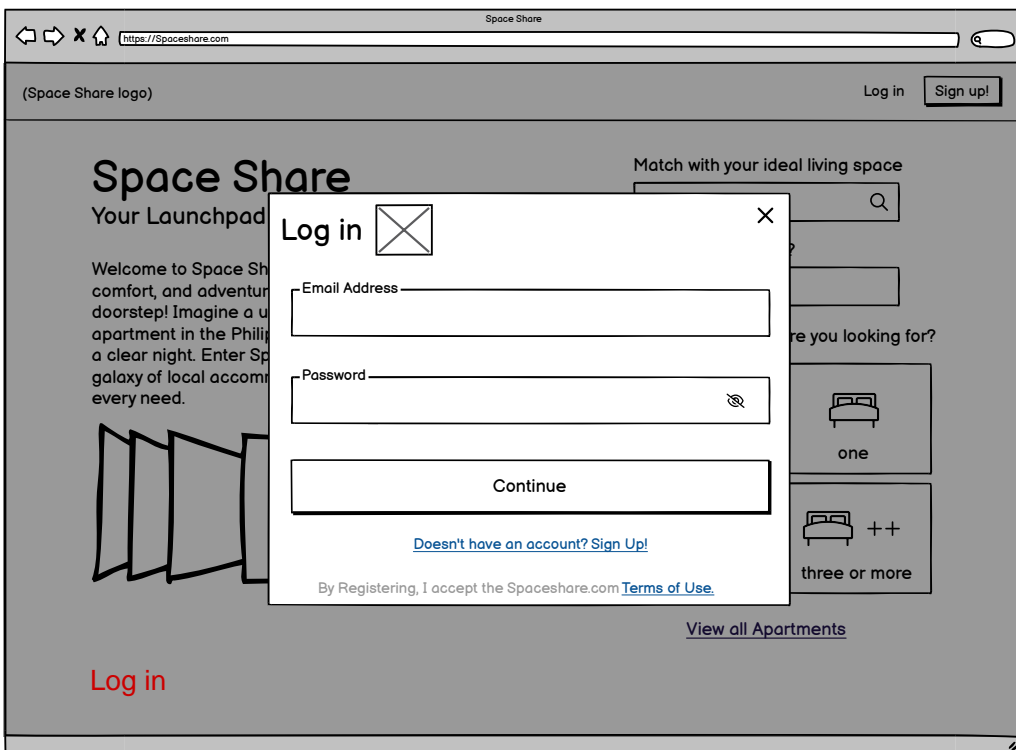 Space Share
https://Spaceshare.com
(Space Share logo)
Log in
Sign up!
Space Share
Your Launchpad
Welcome to Space Sh
comfort, and adventur
doorstep! Imagine a u
apartment in the Philip
a clear night. Enter Sp
galaxy of local accomm
every need.
Match with your ideal living space
?
re you looking for?
one
++
three or more
View all Apartments
Log in
Email Address
Password
Continue
Doesn't have an account? Sign Up!
By Registering, I accept the Spaceshare.com Terms of Use.
Log in